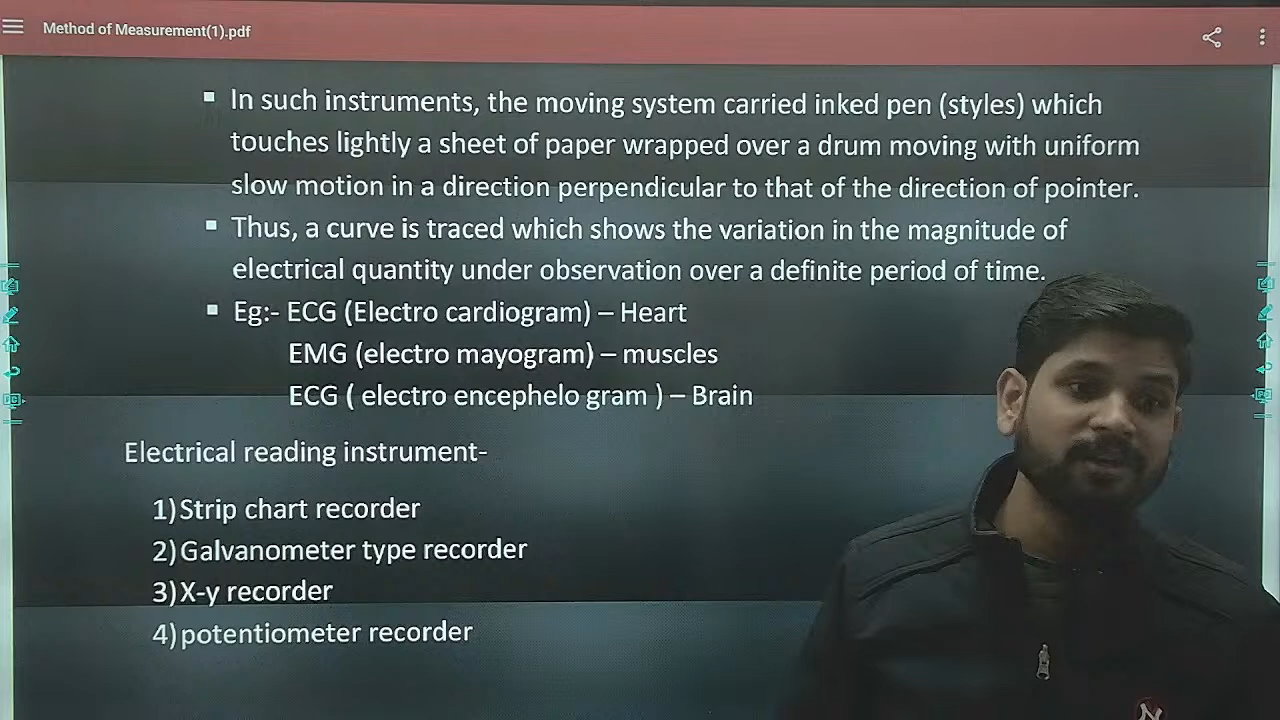 Method of Measurement(1).pdf
▪ In such instruments, the moving system carried inked pen (styles) which
touches lightly a sheet of paper wrapped over a drum moving with uniform
slow motion in a direction perpendicular to that of the direction of pointer.
▪ Thus, a curve is traced which shows the variation in the magnitude of
electrical quantity under observation over a definite period of time.
▪ Eg:- ECG (Electro cardiogram) – Heart
EMG (electro mayogram) – muscles
ECG ( electro encephelo gram ) – Brain
Electrical reading instrument-
1) Strip chart recorder
2) Galvanometer type recorder
3) X-y recorder
4) potentiometer recorder
N